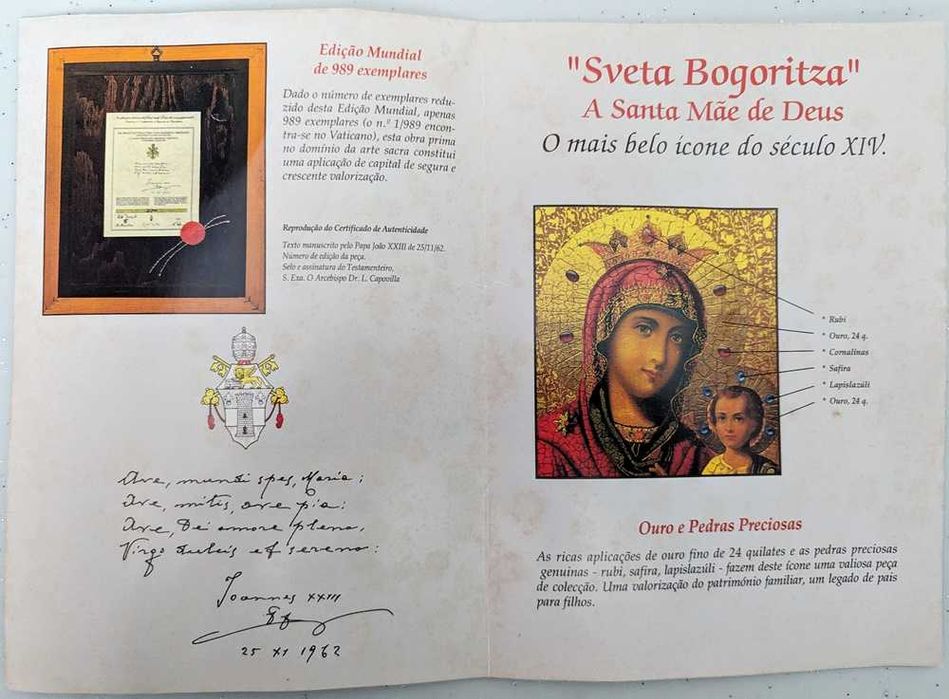 Edição Mundial
de 989 exemplares
Dado o número de exemplares redu-
zido desta Edição Mundial, apenas
989 exemplares (o n.º 1/989 encon-
tra-se no Vaticano), esta obra prima
no domínio da arte sacra constitui
uma aplicação de capital de segura e
crescente valorização.
Reprodução do Certificado de Autenticidade
Texto manuscrito pelo Papa João XXIII de 25/11/62.
Número de edição da peça.
Selo e assinatura do Testamenteiro,
S. Exa. O Arcebispo Dr. L. Capovilla
Ave, mundi spes, Maria:
Ave, mitis, ave pia:
Ave, Dei amore plena,
Virgo dulcis et serena:
Joannes XXIII
25 XI 1962
"Sveta Bogoritza"
A Santa Mãe de Deus
O mais belo ícone do século XIV.
* Rubi
* Ouro, 24 q.
* Cornalinas
* Safira
* Lapislazúli
* Ouro, 24 q.
Ouro e Pedras Preciosas
As ricas aplicações de ouro fino de 24 quilates e as pedras preciosas
genuinas - rubi, safira, lapislazúli - fazem deste ícone uma valiosa peça
de colecção. Uma valorização do património familiar, um legado de pais
para filhos.